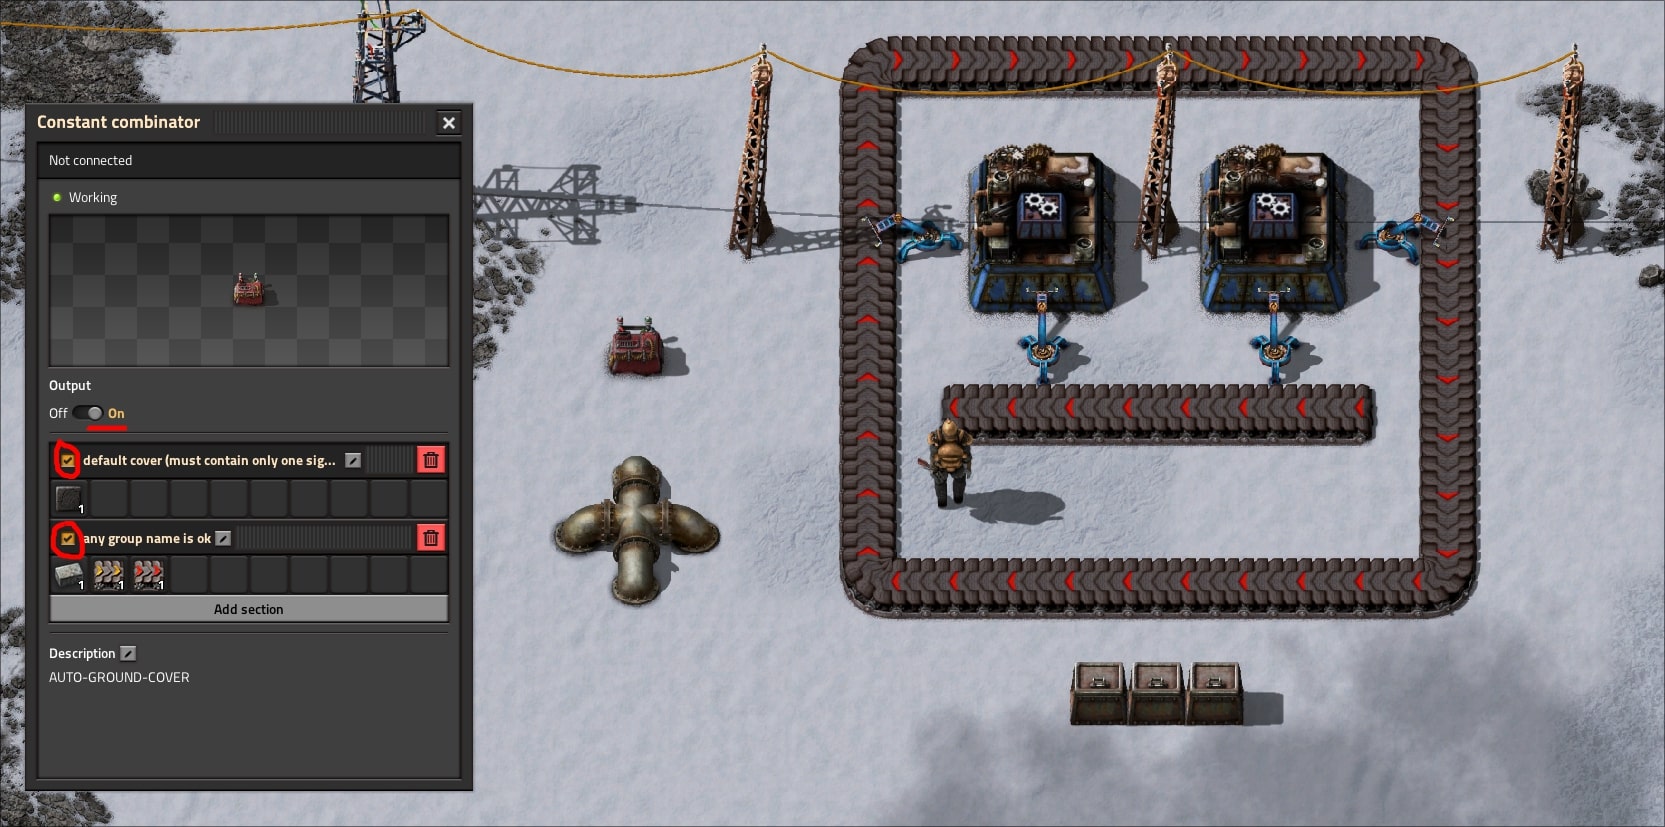 Constant combinator
Not connected
Working
Output
Off On
default cover (must contain only one sig...
1
any group name is ok
1 1 1
Add section
Description
AUTO-GROUND-COVER